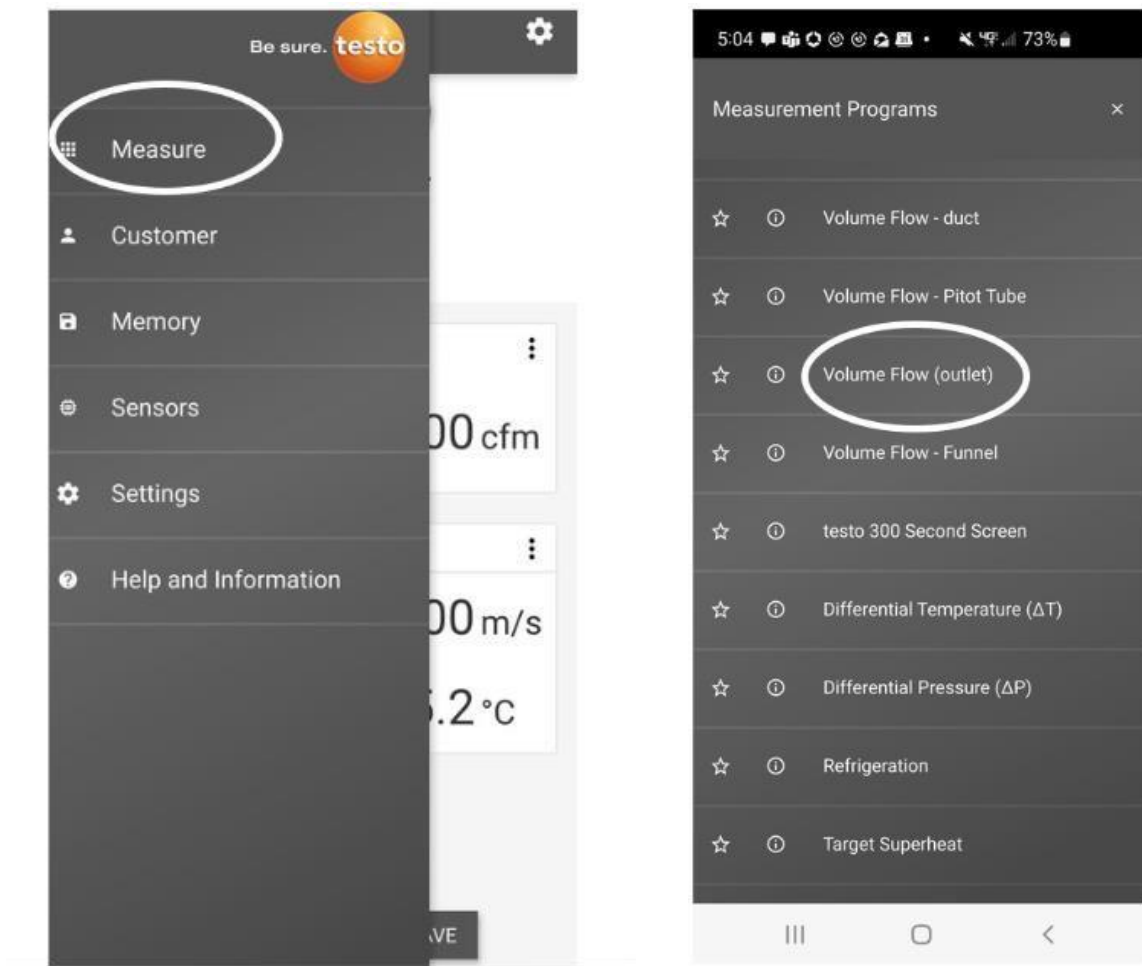 Be sure. testo
Measure
Customer
Memory
Sensors
Settings
Help and Information
00 cfm
00 m/s
.2 °C
VE
5:04 73%
Measurement Programs
Volume Flow - duct
Volume Flow - Pitot Tube
Volume Flow (outlet)
Volume Flow - Funnel
testo 300 Second Screen
Differential Temperature (ΔT)
Differential Pressure (ΔP)
Refrigeration
Target Superheat